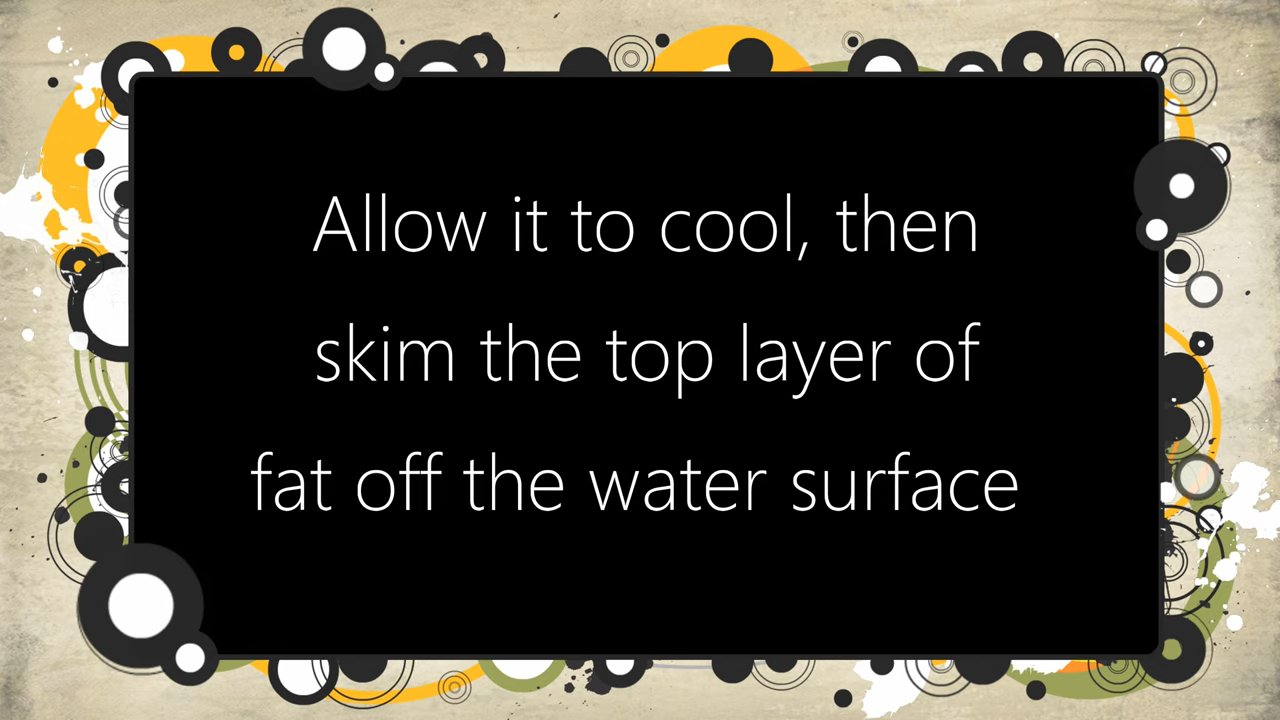 Allow it to cool, then
skim the top layer of
fat off the water surface